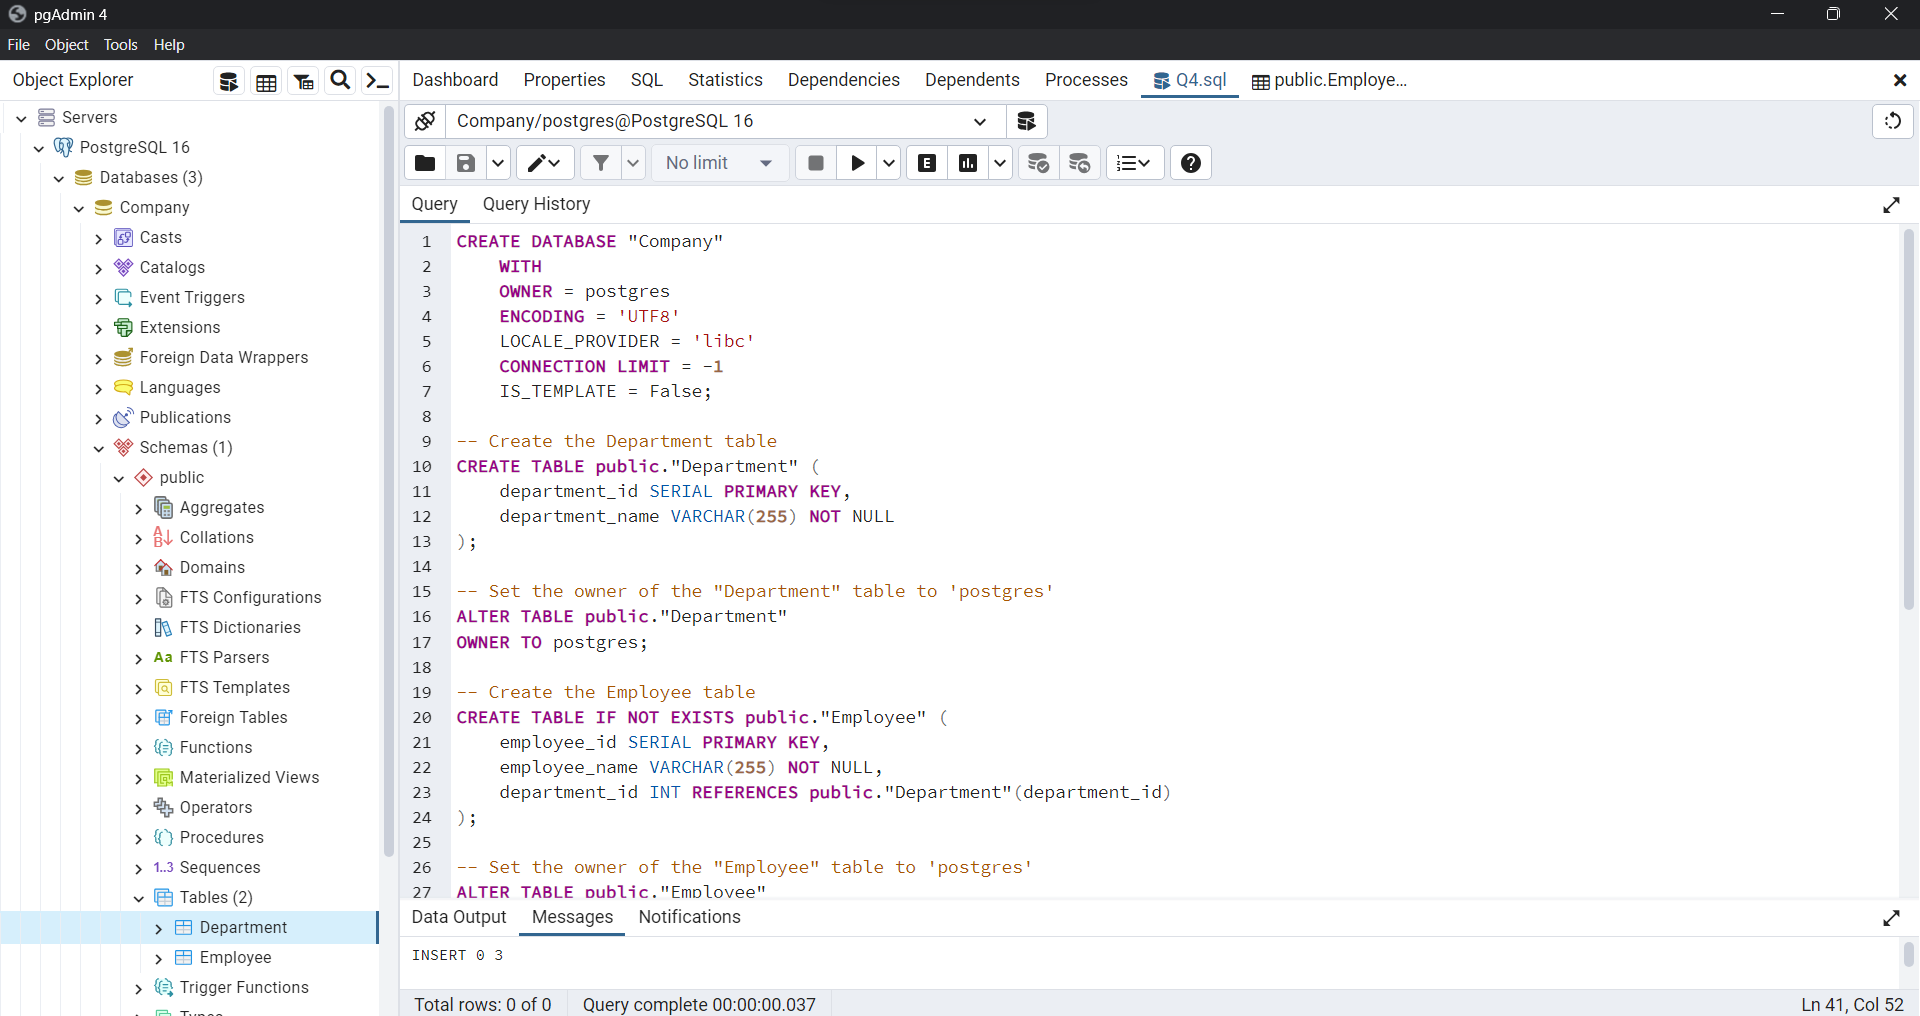 pgAdmin 4
File Object Tools Help
Object Explorer
Dashboard Properties SQL Statistics Dependencies Dependents Processes Q4.sql public.Employe...
Servers
PostgreSQL 16
Databases (3)
Company
Casts
Catalogs
Event Triggers
Extensions
Foreign Data Wrappers
Languages
Publications
Schemas (1)
public
Aggregates
Collations
Domains
FTS Configurations
FTS Dictionaries
Aa FTS Parsers
FTS Templates
Foreign Tables
Functions
Materialized Views
Operators
Procedures
1..3 Sequences
Tables (2)
Department
Employee
Trigger Functions
Types
Company/postgres@PostgreSQL 16
No limit
E
Query Query History
1 CREATE DATABASE "Company"
2 WITH
3 OWNER = postgres
4 ENCODING = 'UTF8'
5 LOCALE_PROVIDER = 'libc'
6 CONNECTION LIMIT = -1
7 IS_TEMPLATE = False;
8
9 -- Create the Department table
10 CREATE TABLE public."Department" (
11 department_id SERIAL PRIMARY KEY,
12 department_name VARCHAR(255) NOT NULL
13 );
14
15 -- Set the owner of the "Department" table to 'postgres'
16 ALTER TABLE public."Department"
17 OWNER TO postgres;
18
19 -- Create the Employee table
20 CREATE TABLE IF NOT EXISTS public."Employee" (
21 employee_id SERIAL PRIMARY KEY,
22 employee_name VARCHAR(255) NOT NULL,
23 department_id INT REFERENCES public."Department"(department_id)
24 );
25
26 -- Set the owner of the "Employee" table to 'postgres'
27 ALTER TABLE public."Employee"
Data Output Messages Notifications
INSERT 0 3
Total rows: 0 of 0 Query complete 00:00:00.037 Ln 41, Col 52